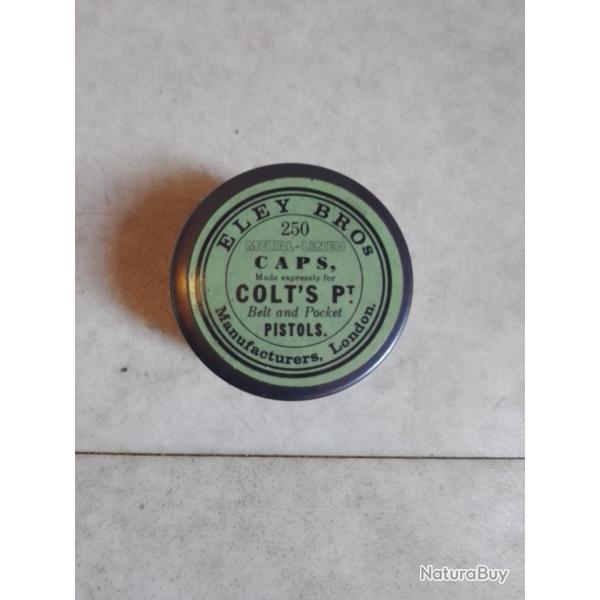 ELEY BROS
250
METAL-LINED
CAPS,
Made expressly for
COLT'S PT.
Belt and Pocket
PISTOLS.
Manufacturers, London.
NaturaBuy